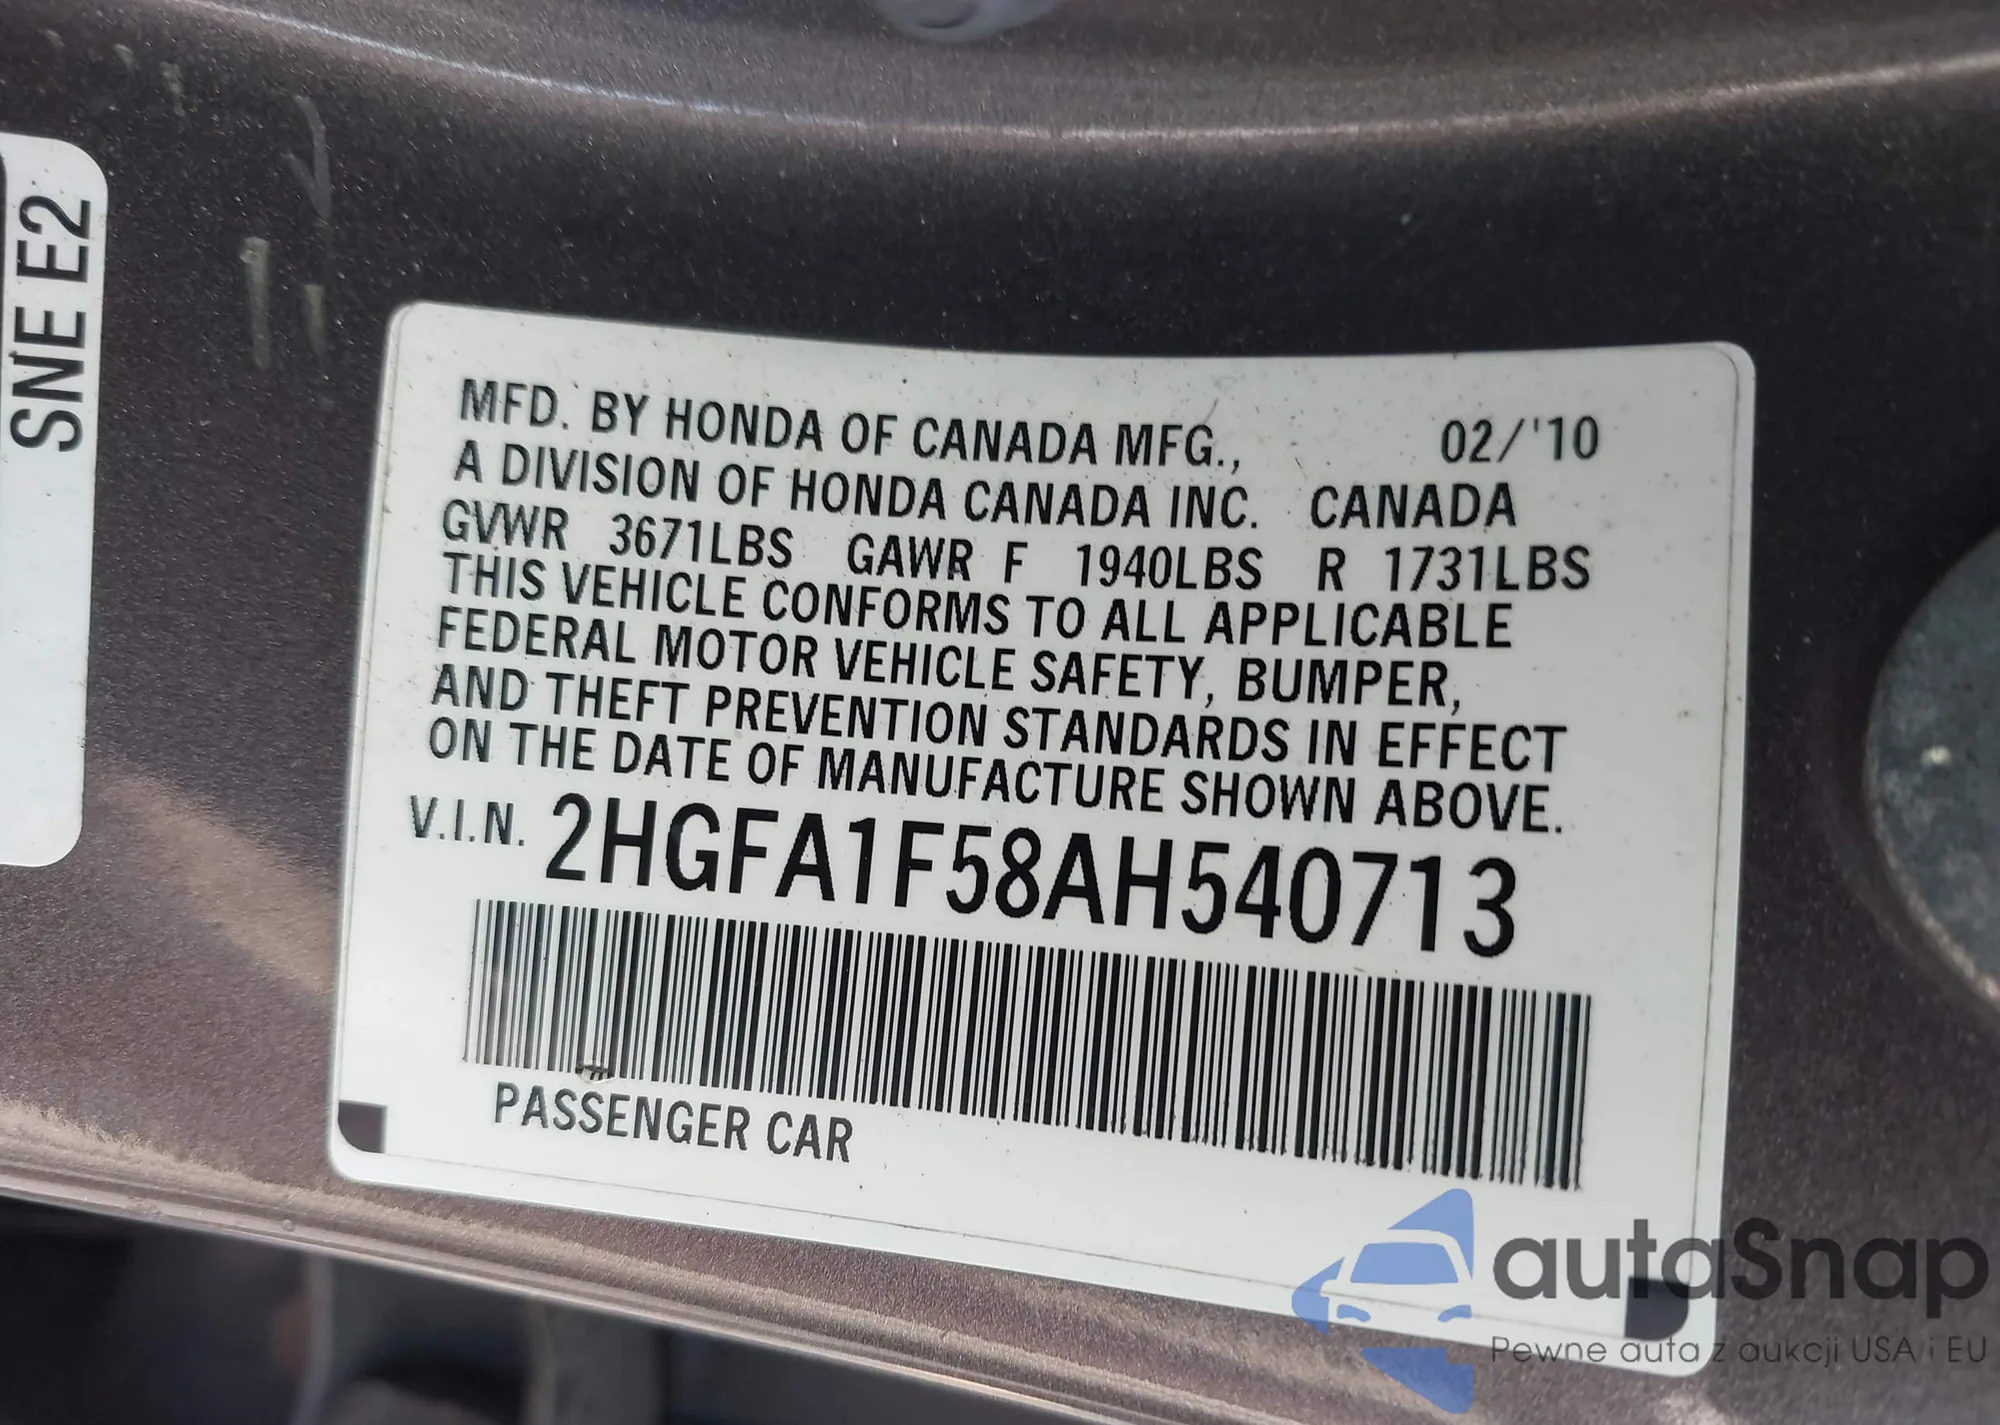 SNE E2
MFD. BY HONDA OF CANADA MFG., 02/'10
A DIVISION OF HONDA CANADA INC. CANADA
GVWR 3671LBS GAWR F 1940LBS R 1731LBS
THIS VEHICLE CONFORMS TO ALL APPLICABLE
FEDERAL MOTOR VEHICLE SAFETY, BUMPER,
AND THEFT PREVENTION STANDARDS IN EFFECT
ON THE DATE OF MANUFACTURE SHOWN ABOVE.
V.I.N. 2HGFA1F58AH540713
PASSENGER CAR
autaSnap
Pewne auta z aukcji USA i EU